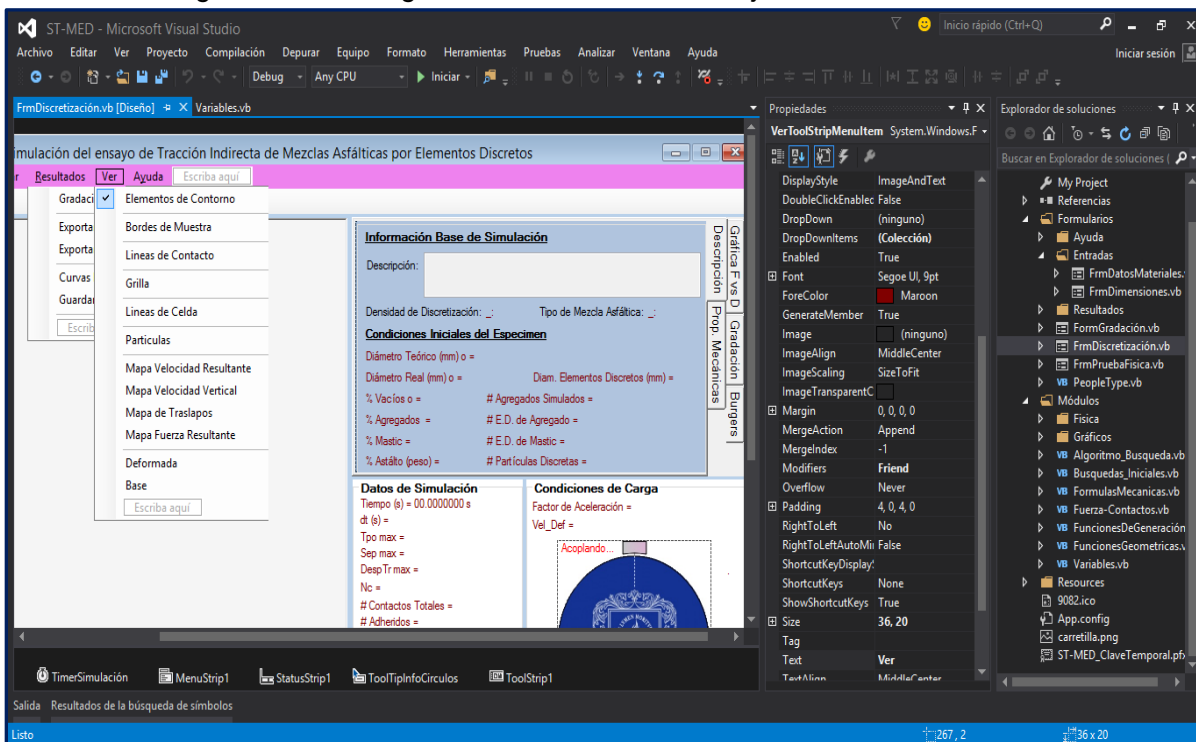 ST-MED - Microsoft Visual Studio
Inicio rápido (Ctrl+Q)
Archivo Editar Ver Proyecto Compilación Depurar Equipo Formato Herramientas Pruebas Analizar Ventana Ayuda
Iniciar sesión
Debug Any CPU Iniciar
FrmDiscretización.vb [Diseño] Variables.vb
imulación del ensayo de Tracción Indirecta de Mezclas Asfálticas por Elementos Discretos
r Resultados Ver Ayuda Escriba aquí
Gradaci
Exporta
Exporta
Curvas
Guardar
Escrib
Elementos de Contorno
Bordes de Muestra
Lineas de Contacto
Grilla
Lineas de Celda
Particulas
Mapa Velocidad Resultante
Mapa Velocidad Vertical
Mapa de Traslapos
Mapa Fuerza Resultante
Deformada
Base
Escriba aquí
Información Base de Simulación
Descripción:
Densidad de Discretización: _: Tipo de Mezcla Asfáltica: _:
Condiciones Iniciales del Especimen
Diámetro Teórico (mm) o =
Diámetro Real (mm) o = Diam. Elementos Discretos (mm) =
% Vacíos o = # Agregados Simulados =
% Agregados = # E.D. de Agregado =
% Mastic = # E.D. de Mastic =
% Astálto (peso) = # Partículas Discretas =
Descripción
Prop. Mecánicas
Gráfica F vs D
Gradación
Burgers
Datos de Simulación
Tiempo (s) = 00.0000000 s
dt (s) =
Tpo max =
Sep max =
DespTr max =
Nc =
# Contactos Totales =
# Adheridos =
Condiciones de Carga
Factor de Aceleración =
Vel_Def =
Acoplando...
TimerSimulación MenuStrip1 StatusStrip1 ToolTipInfoCirculos ToolStrip1
Propiedades
VerToolStripMenuItem System.Windows.F
DisplayStyle ImageAndText
DoubleClickEnablec False
DropDown (ninguno)
DropDownItems (Colección)
Enabled True
Font Segoe UI, 9pt
ForeColor Maroon
GenerateMember True
Image (ninguno)
ImageAlign MiddleCenter
ImageScaling SizeToFit
ImageTransparentC
Margin 0, 0, 0, 0
MergeAction Append
MergeIndex -1
Modifiers Friend
Overflow Never
Padding 4, 0, 4, 0
RightToLeft No
RightToLeftAutoMi False
ShortcutKeyDisplay
ShortcutKeys None
ShowShortcutKeys True
Size 36, 20
Tag
Text Ver
TextAlign MiddleCenter
Explorador de soluciones
Buscar en Explorador de soluciones (
My Project
Referencias
Formularios
Ayuda
Entradas
FrmDatosMateriales.
FrmDimensiones.vb
Resultados
FormGradación.vb
FrmDiscretización.vb
FrmPruebaFisica.vb
PeopleType.vb
Módulos
Fisica
Gráficos
Algoritmo_Busqueda.vb
Busquedas_Iniciales.vb
FormulasMecanicas.vb
Fuerza-Contactos.vb
FuncionesDeGeneración
FuncionesGeometricas.v
Variables.vb
Resources
9082.ico
App.config
carretilla.png
ST-MED_ClaveTemporal.pfx
Salida Resultados de la búsqueda de símbolos
Listo 267 , 2 36 x 20